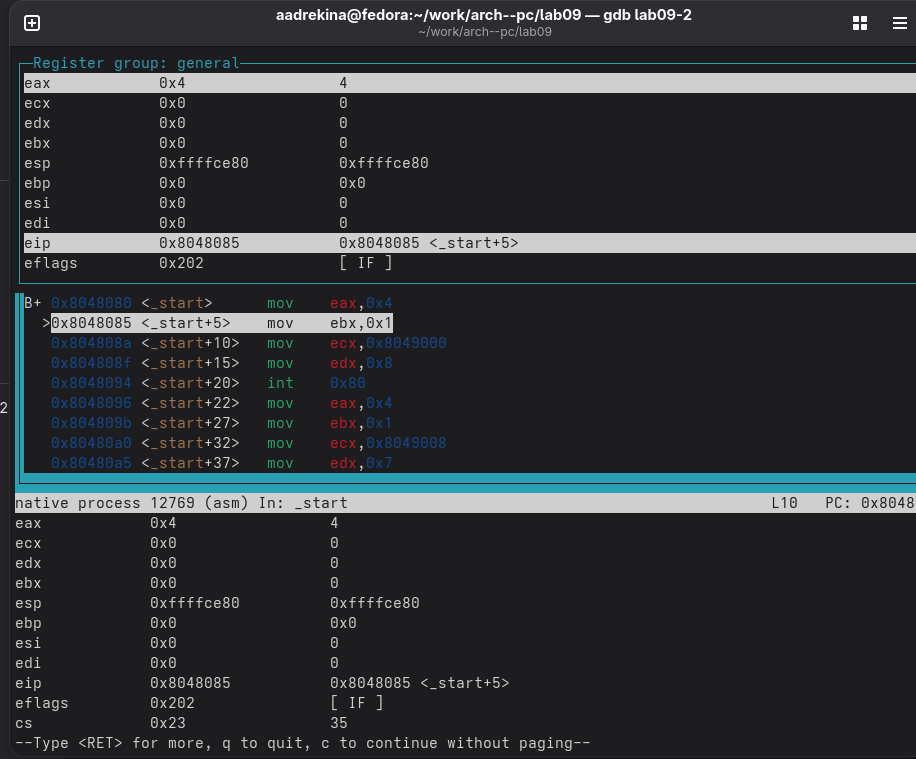 aadrekina@fedora:~/work/arch--pc/lab09 — gdb lab09-2
~/work/arch--pc/lab09
Register group: general
eax 0x4 4
ecx 0x0 0
edx 0x0 0
ebx 0x0 0
esp 0xffffce80 0xffffce80
ebp 0x0 0x0
esi 0x0 0
edi 0x0 0
eip 0x8048085 0x8048085 <_start+5>
eflags 0x202 [ IF ]
B+ 0x8048080 <_start> mov eax,0x4
>0x8048085 <_start+5> mov ebx,0x1
0x804808a <_start+10> mov ecx,0x8049000
0x804808f <_start+15> mov edx,0x8
0x8048094 <_start+20> int 0x80
2
0x8048096 <_start+22> mov eax,0x4
0x804809b <_start+27> mov ebx,0x1
0x80480a0 <_start+32> mov ecx,0x8049008
0x80480a5 <_start+37> mov edx,0x7
native process 12769 (asm) In: _start L10 PC: 0x8048
eax 0x4 4
ecx 0x0 0
edx 0x0 0
ebx 0x0 0
esp 0xffffce80 0xffffce80
ebp 0x0 0x0
esi 0x0 0
edi 0x0 0
eip 0x8048085 0x8048085 <_start+5>
eflags 0x202 [ IF ]
cs 0x23 35
--Type <RET> for more, q to quit, c to continue without paging--